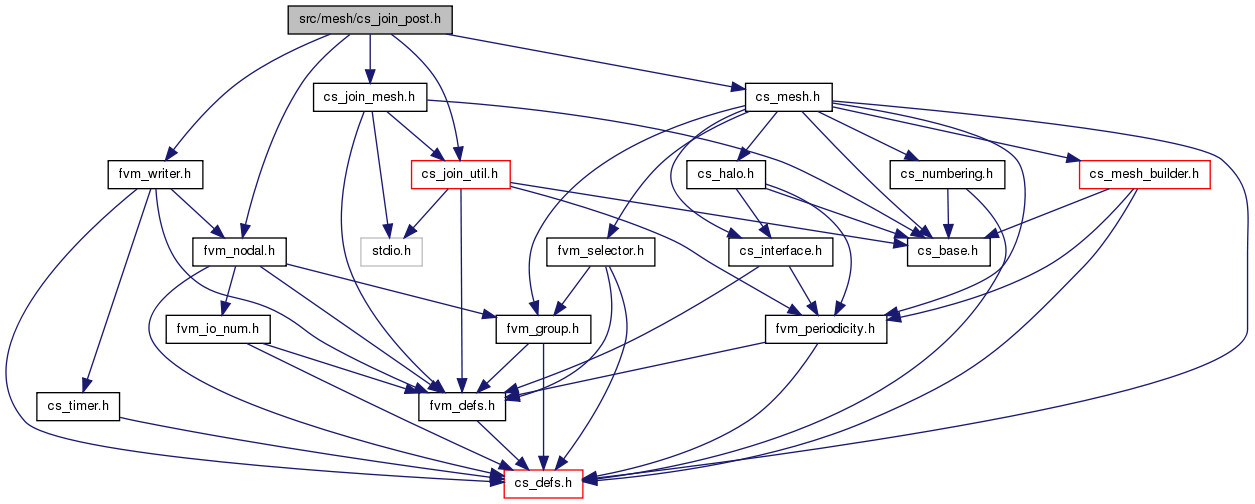 src/mesh/cs_join_post.h
cs_join_mesh.h
cs_mesh.h
fvm_writer.h
cs_join_util.h
cs_halo.h
cs_numbering.h
cs_mesh_builder.h
fvm_nodal.h
stdio.h
fvm_selector.h
cs_interface.h
cs_base.h
fvm_io_num.h
fvm_group.h
fvm_periodicity.h
cs_timer.h
fvm_defs.h
cs_defs.h